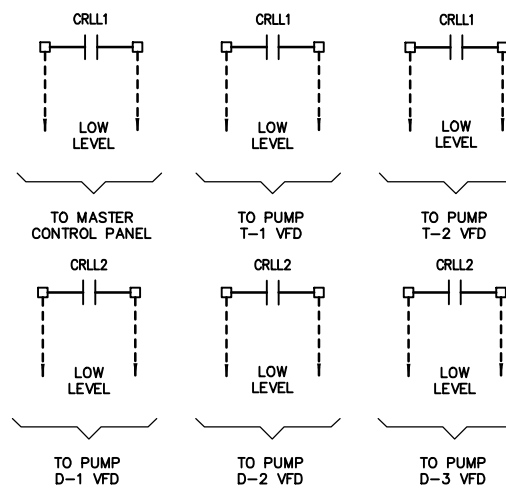 CRLL1 CRLL1 CRLL1
LOW LOW LOW
LEVEL LEVEL LEVEL
TO MASTER TO PUMP TO PUMP
CONTROL PANEL T-1 VFD T-2 VFD
CRLL2 CRLL2 CRLL2
LOW LOW LOW
LEVEL LEVEL LEVEL
TO PUMP TO PUMP TO PUMP
D-1 VFD D-2 VFD D-3 VFD